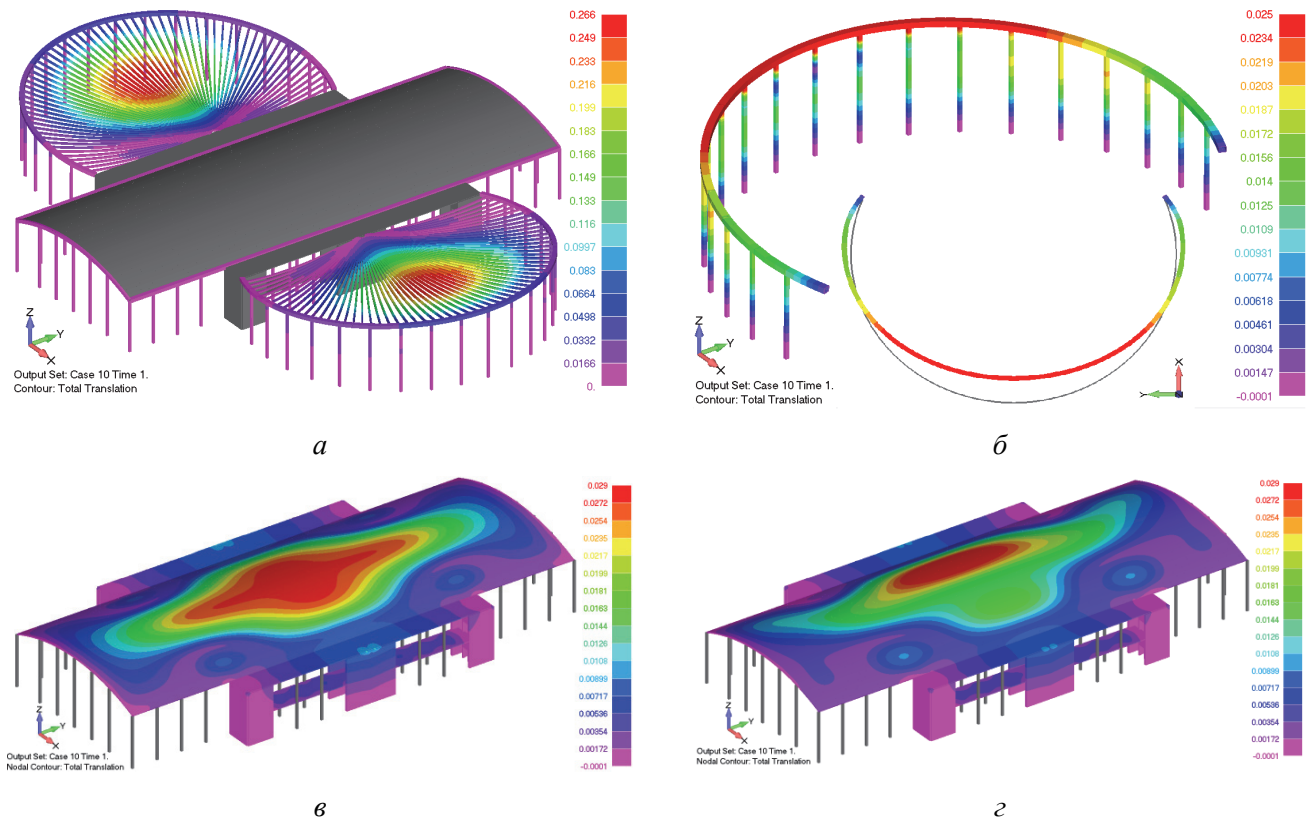 0.266
0.249
0.233
0.216
0.199
0.183
0.166
0.149
0.133
0.116
0.0997
0.083
0.0664
0.0498
0.0332
0.0166
0.
Z
Y
X
Output Set: Case 10 Time 1.
Contour: Total Translation
а
0.025
0.0234
0.0219
0.0203
0.0187
0.0172
0.0156
0.014
0.0125
0.0109
0.00931
0.00774
0.00618
0.00461
0.00304
0.00147
-0.0001
Z
Y
X
X
Y
Output Set: Case 10 Time 1.
Contour: Total Translation
б
0.029
0.0272
0.0254
0.0235
0.0217
0.0199
0.0181
0.0163
0.0144
0.0126
0.0108
0.00899
0.00717
0.00536
0.00354
0.00172
-0.0001
Z
Y
X
Output Set: Case 10 Time 1.
Nodal Contour: Total Translation
в
0.029
0.0272
0.0254
0.0235
0.0217
0.0199
0.0181
0.0163
0.0144
0.0126
0.0108
0.00899
0.00717
0.00536
0.00354
0.00172
-0.0001
Z
Y
X
Output Set: Case 10 Time 1.
Nodal Contour: Total Translation
г